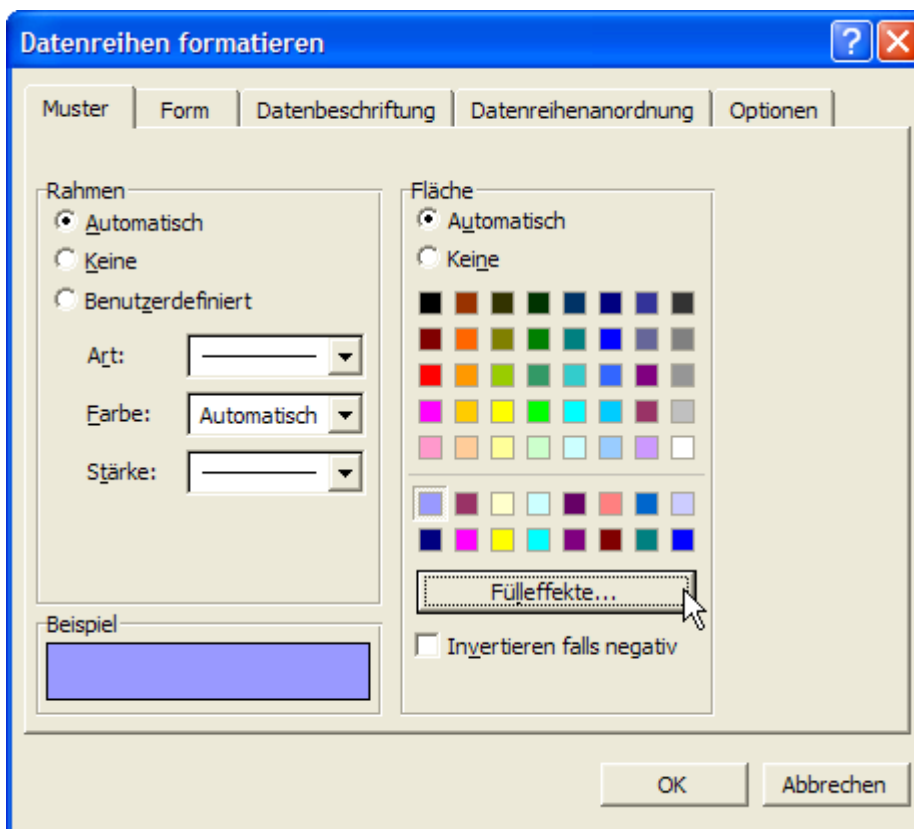 Datenreihen formatieren
Muster
Form
Datenbeschriftung
Datenreihenanordnung
Optionen
Rahmen
Automatisch
Keine
Benutzerdefiniert
Art:
Farbe:
Automatisch
Stärke:
Beispiel
Fläche
Automatisch
Keine
Fülleffekte...
Invertieren falls negativ
OK
Abbrechen